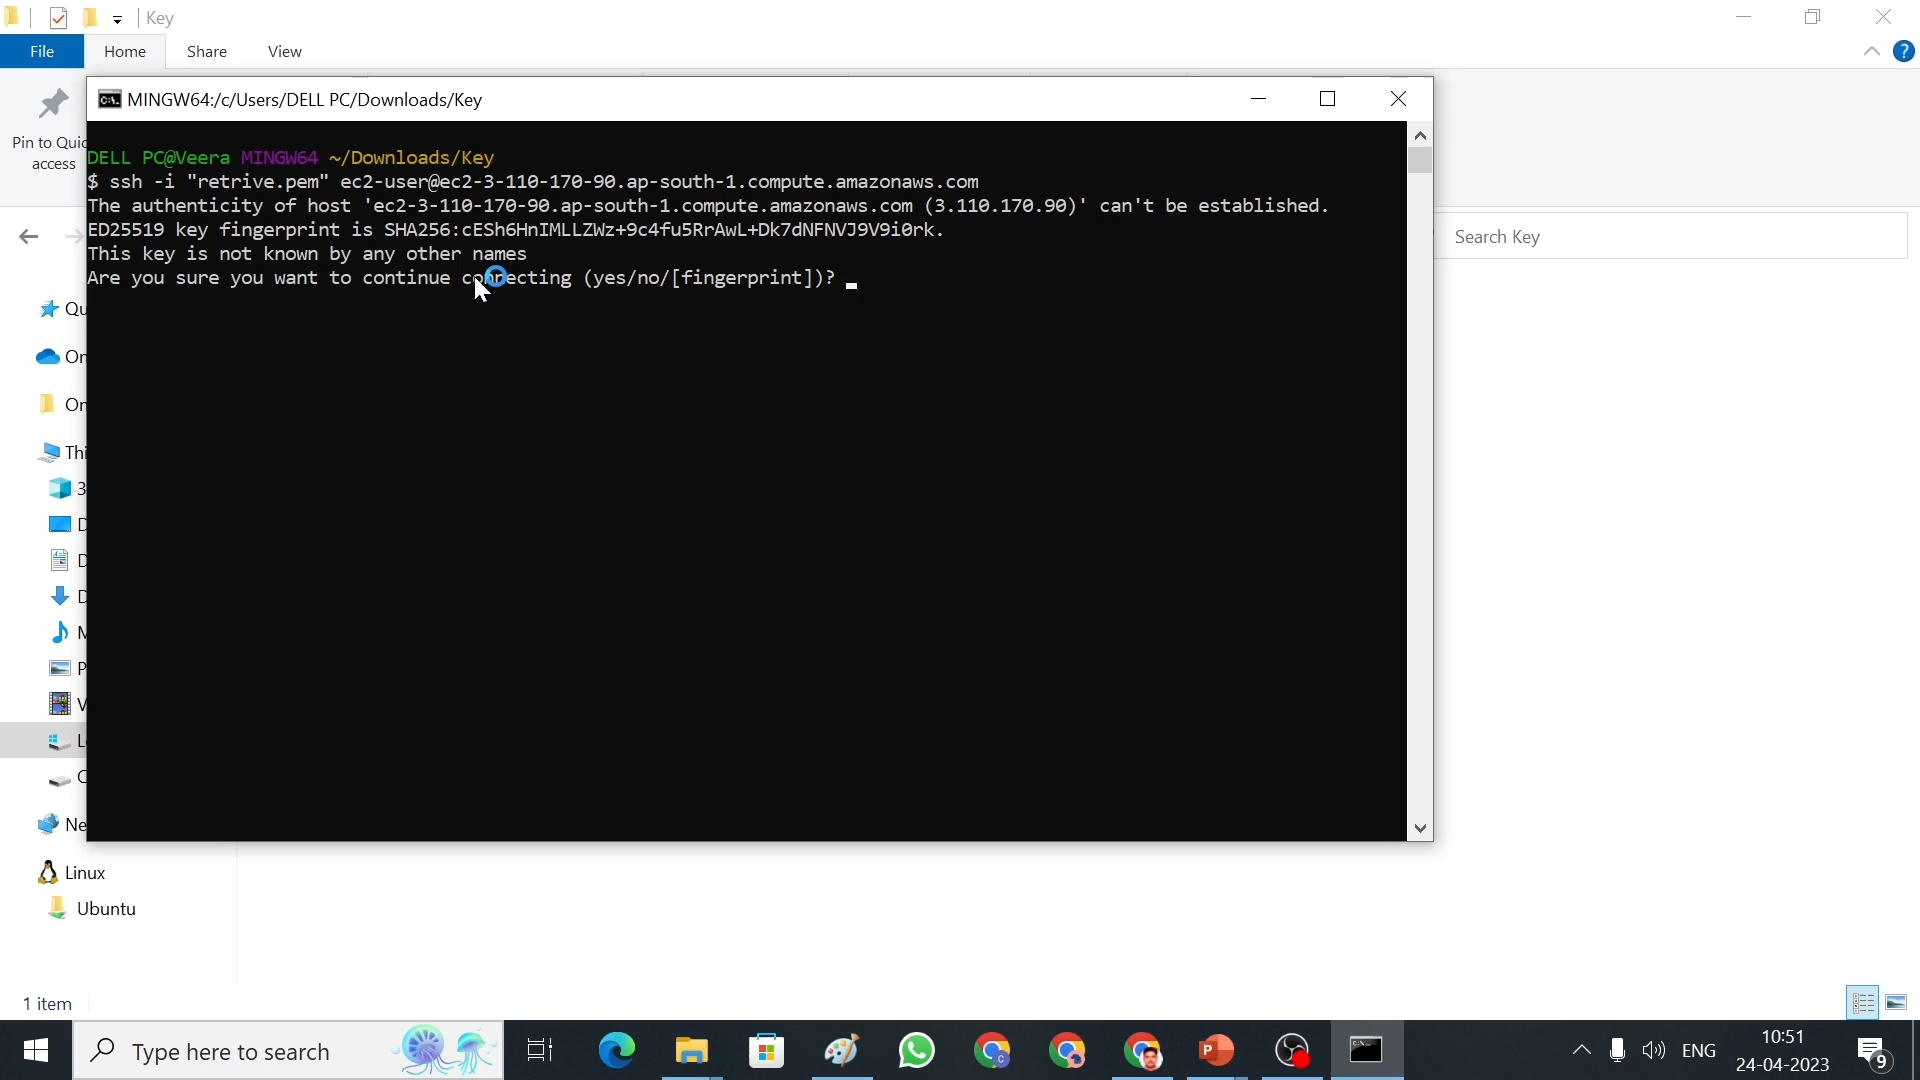 Key
File
Home
Share
View
Pin to Quic
access
MINGW64:/c/Users/DELL PC/Downloads/Key
DELL PC@Veera MINGW64 ~/Downloads/Key
$ ssh -i "retrive.pem" ec2-user@ec2-3-110-170-90.ap-south-1.compute.amazonaws.com
The authenticity of host 'ec2-3-110-170-90.ap-south-1.compute.amazonaws.com (3.110.170.90)' can't be established.
ED25519 key fingerprint is SHA256:cESh6HnIMLLZWz+9c4fu5RrAwL+Dk7dNFNVJ9V9i0rk.
This key is not known by any other names
Are you sure you want to continue connecting (yes/no/[fingerprint])?
Search Key
Qu
On
On
Thi
3
D
D
D
M
P
V
L
C
Ne
Linux
Ubuntu
1 item
Type here to search
ENG
10:51
24-04-2023
9